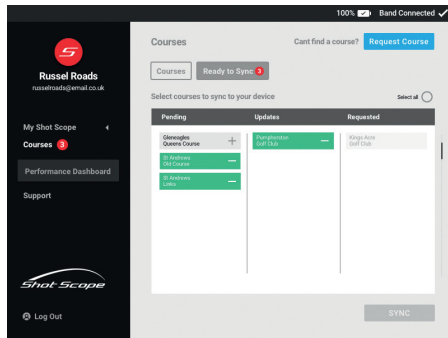 100%
Band Connected
Russel Roads
russelroads@email.co.uk
My Shot Scope
Courses 3
Performance Dashboard
Support
Shot Scope
Log Out
Courses
Cant find a course?
Request Course
Courses
Ready to Sync 3
Select courses to sync to your device
Select all
Pending
Updates
Requested
Gleneagles
Queens Course
St Andrews
Old Course
St Andrews
Links
Pumpherston
Golf Club
Kings Acre
Golf Club
SYNC